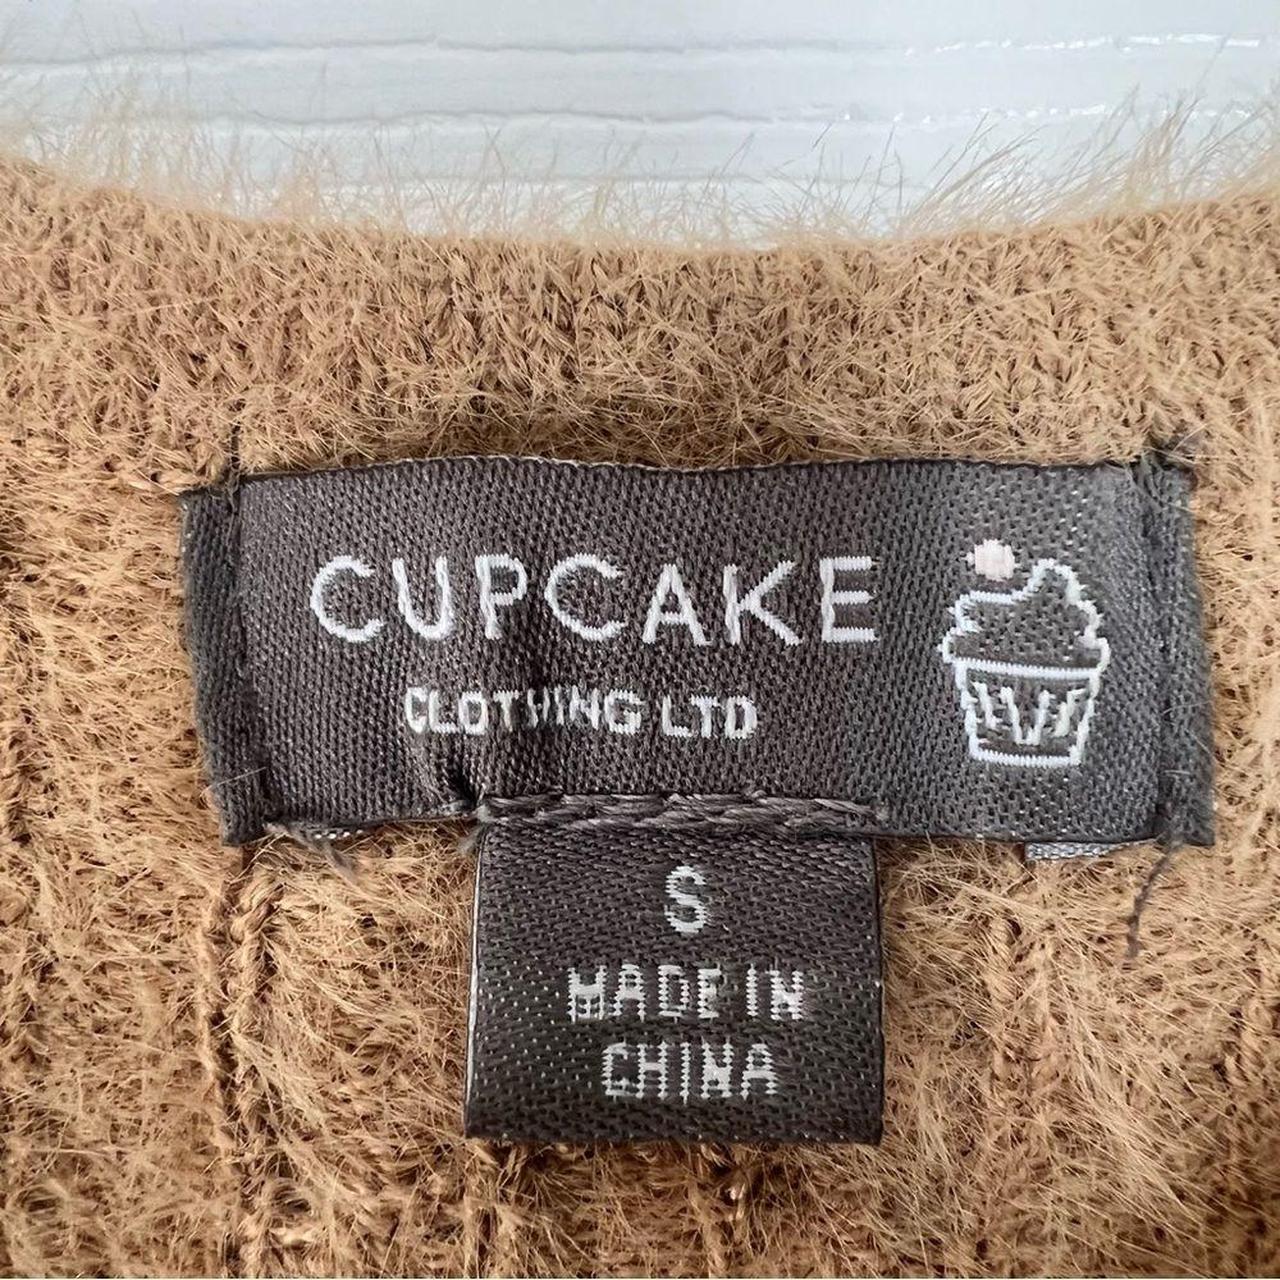 CUPCAKE
CLOTHING LTD
S
MADE IN
CHINA